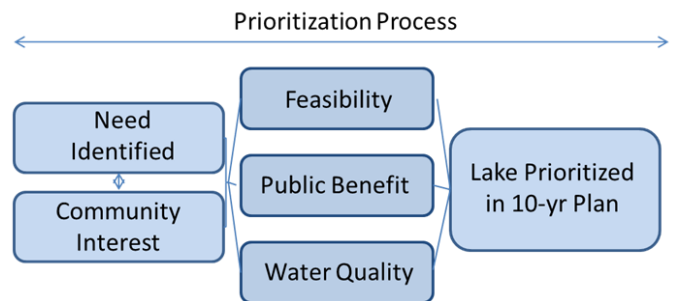 Prioritization Process
Need
Identified
Community
Interest
Feasibility
Public Benefit
Water Quality
Lake Prioritized
in 10-yr Plan